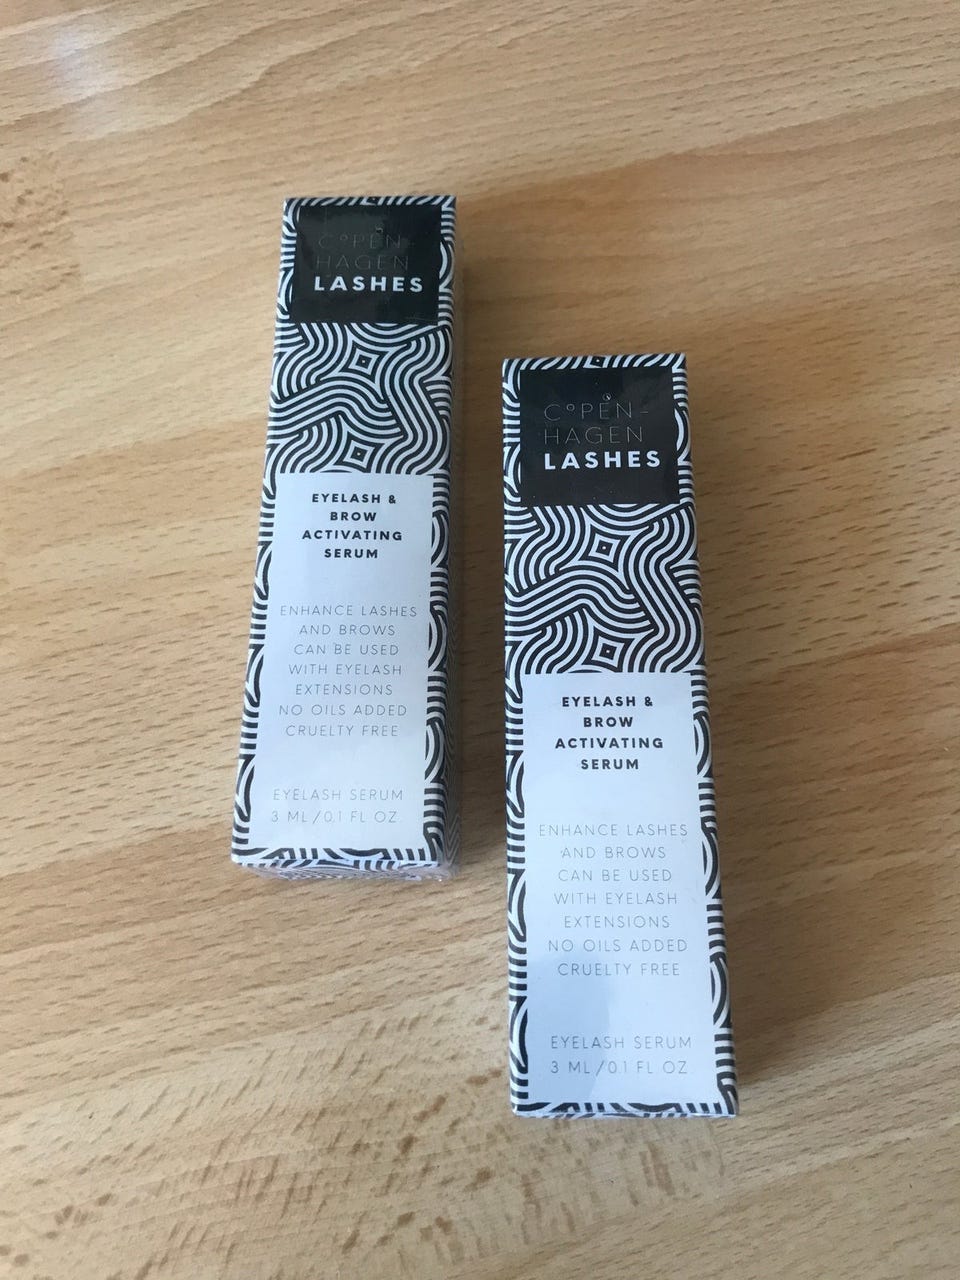 C°PEN-
HAGEN
LASHES
EYELASH &
BROW
ACTIVATING
SERUM
ENHANCE LASHES
AND BROWS
CAN BE USED
WITH EYELASH
EXTENSIONS
NO OILS ADDED
CRUELTY FREE
EYELASH SERUM
3 ML/0.1 FL OZ
C°PEN-
HAGEN
LASHES
EYELASH &
BROW
ACTIVATING
SERUM
ENHANCE LASHES
AND BROWS
CAN BE USED
WITH EYELASH
EXTENSIONS
NO OILS ADDED
CRUELTY FREE
EYELASH SERUM
3 ML/0.1 FL OZ